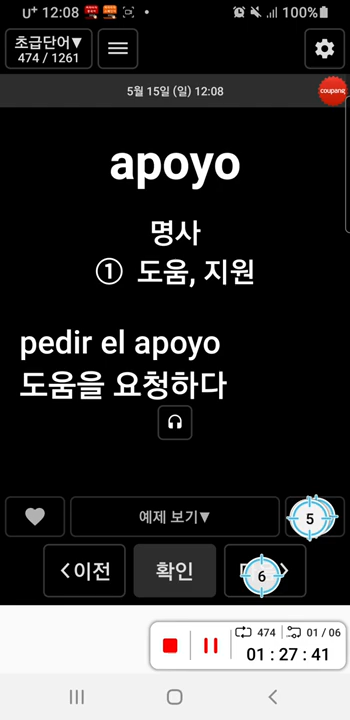 U+ 12:08 100%
초급단어▼
474 / 1261
5월 15일 (일) 12:08
coupang
apoyo
명사
① 도움, 지원
pedir el apoyo
도움을 요청하다
예제 보기▼
5
<이전
확인
6
474
01 / 06
01 : 27 : 41